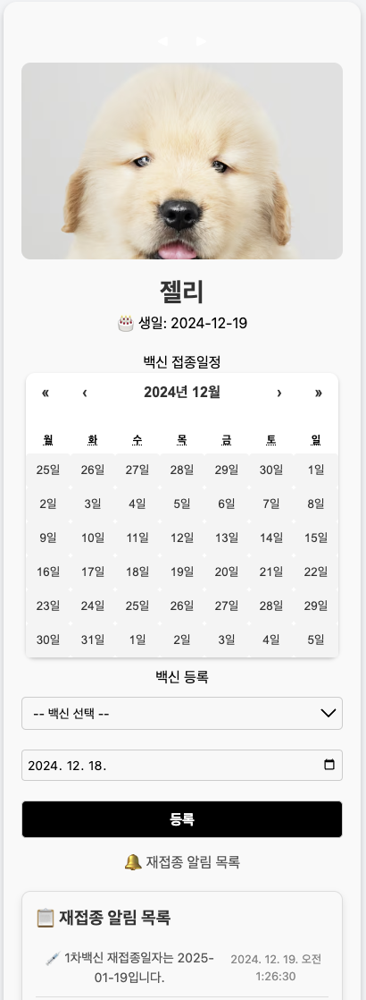 젤리
🎂 생일: 2024-12-19
백신 접종일정
« ‹ 2024년 12월 › »
월 화 수 목 금 토 일
25일 26일 27일 28일 29일 30일 1일
2일 3일 4일 5일 6일 7일 8일
9일 10일 11일 12일 13일 14일 15일
16일 17일 18일 19일 20일 21일 22일
23일 24일 25일 26일 27일 28일 29일
30일 31일 1일 2일 3일 4일 5일
백신 등록
-- 백신 선택 --
2024. 12. 18.
등록
🔔 재접종 알림 목록
📋 재접종 알림 목록
💉 1차백신 재접종일자는 2025-
01-19입니다.
2024. 12. 19. 오전
1:26:30